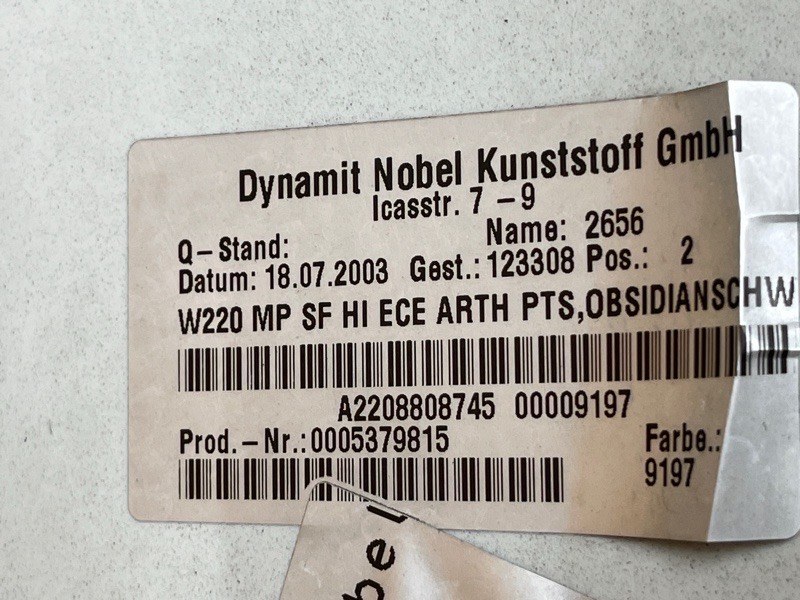 Dynamit Nobel Kunststoff GmbH
Icasstr. 7 – 9
Q – Stand: Name: 2656
Datum: 18.07.2003 Gest.: 123308 Pos.: 2
W220 MP SF HI ECE ARTH PTS,OBSIDIANSCHW
A2208808745 00009197
Prod. – Nr.:0005379815 Farbe.:
9197